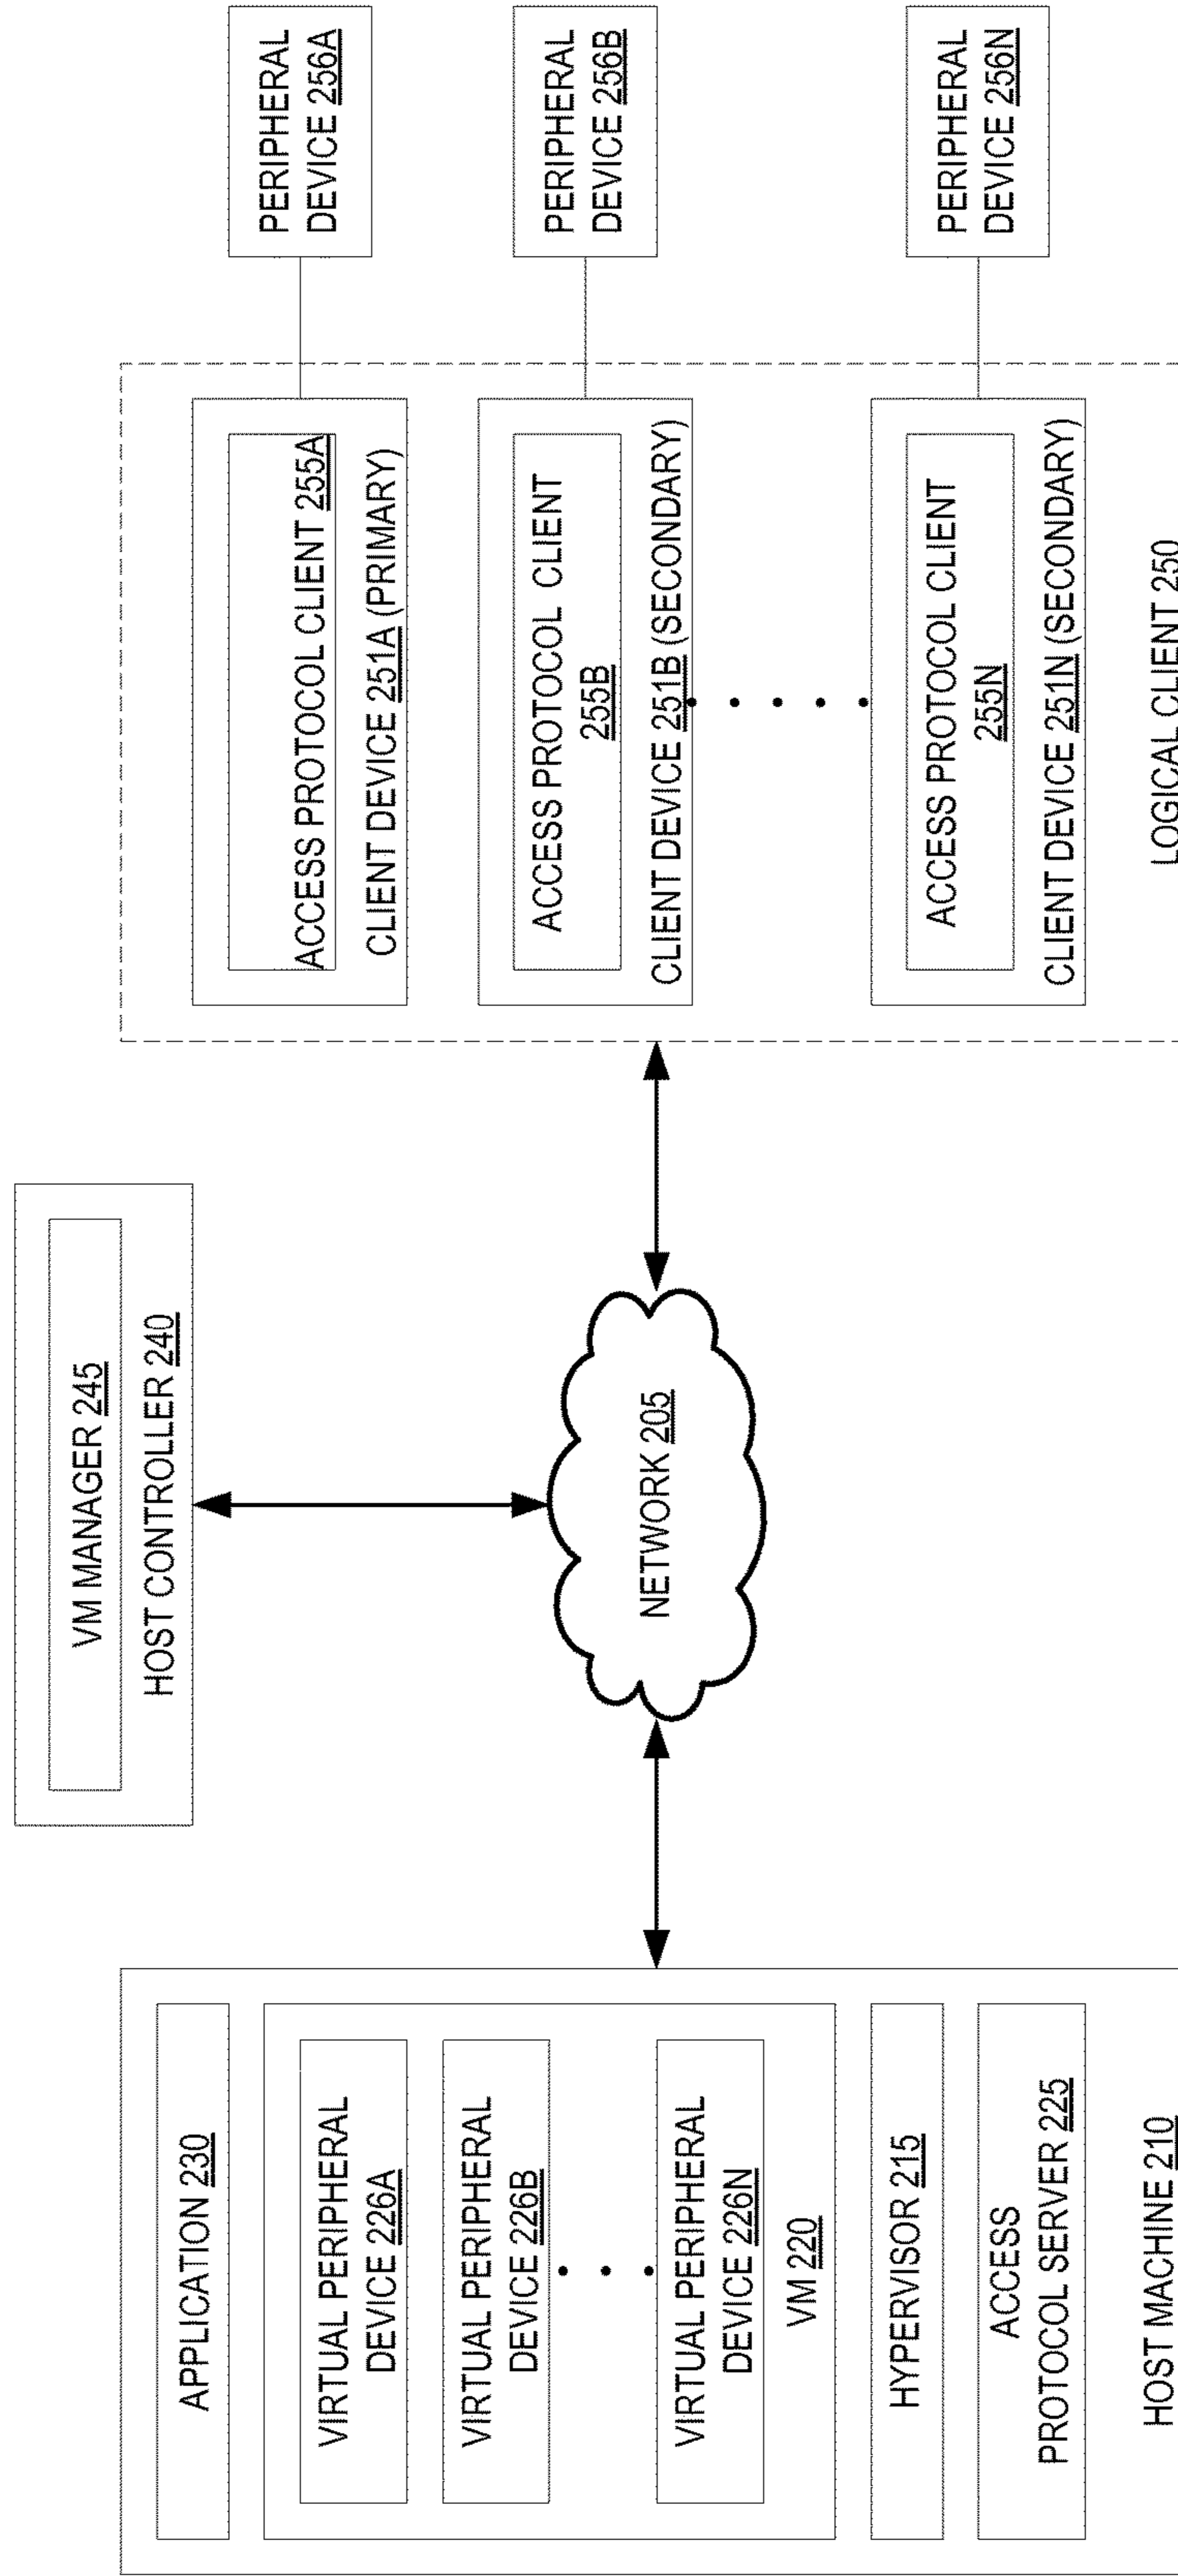 VM MANAGER 245
HOST CONTROLLER 240
APPLICATION 230
VIRTUAL PERIPHERAL
DEVICE 226A
VIRTUAL PERIPHERAL
DEVICE 226B
VIRTUAL PERIPHERAL
DEVICE 226N
VM 220
HYPERVISOR 215
ACCESS
PROTOCOL SERVER 225
HOST MACHINE 210
NETWORK 205
ACCESS PROTOCOL CLIENT 255A
CLIENT DEVICE 251A (PRIMARY)
ACCESS PROTOCOL CLIENT
255B
CLIENT DEVICE 251B (SECONDARY)
ACCESS PROTOCOL CLIENT
255N
CLIENT DEVICE 251N (SECONDARY)
LOGICAL CLIENT 250
PERIPHERAL
DEVICE 256A
PERIPHERAL
DEVICE 256B
PERIPHERAL
DEVICE 256N